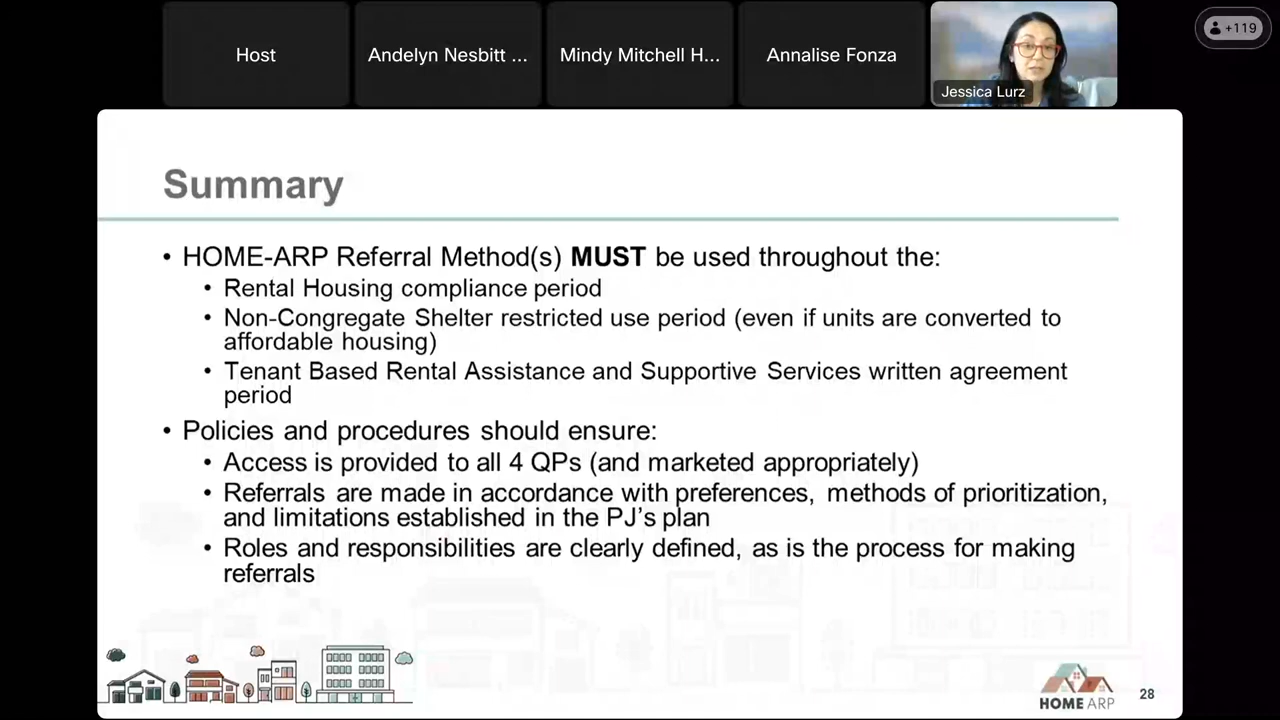 Host
Andelyn Nesbitt ...
Mindy Mitchell H...
Annalise Fonza
Jessica Lurz
+119
Summary
• HOME-ARP Referral Method(s) MUST be used throughout the:
• Rental Housing compliance period
• Non-Congregate Shelter restricted use period (even if units are converted to
affordable housing)
• Tenant Based Rental Assistance and Supportive Services written agreement
period
• Policies and procedures should ensure:
• Access is provided to all 4 QPs (and marketed appropriately)
• Referrals are made in accordance with preferences, methods of prioritization,
and limitations established in the PJ's plan
• Roles and responsibilities are clearly defined, as is the process for making
referrals
HOME ARP
28